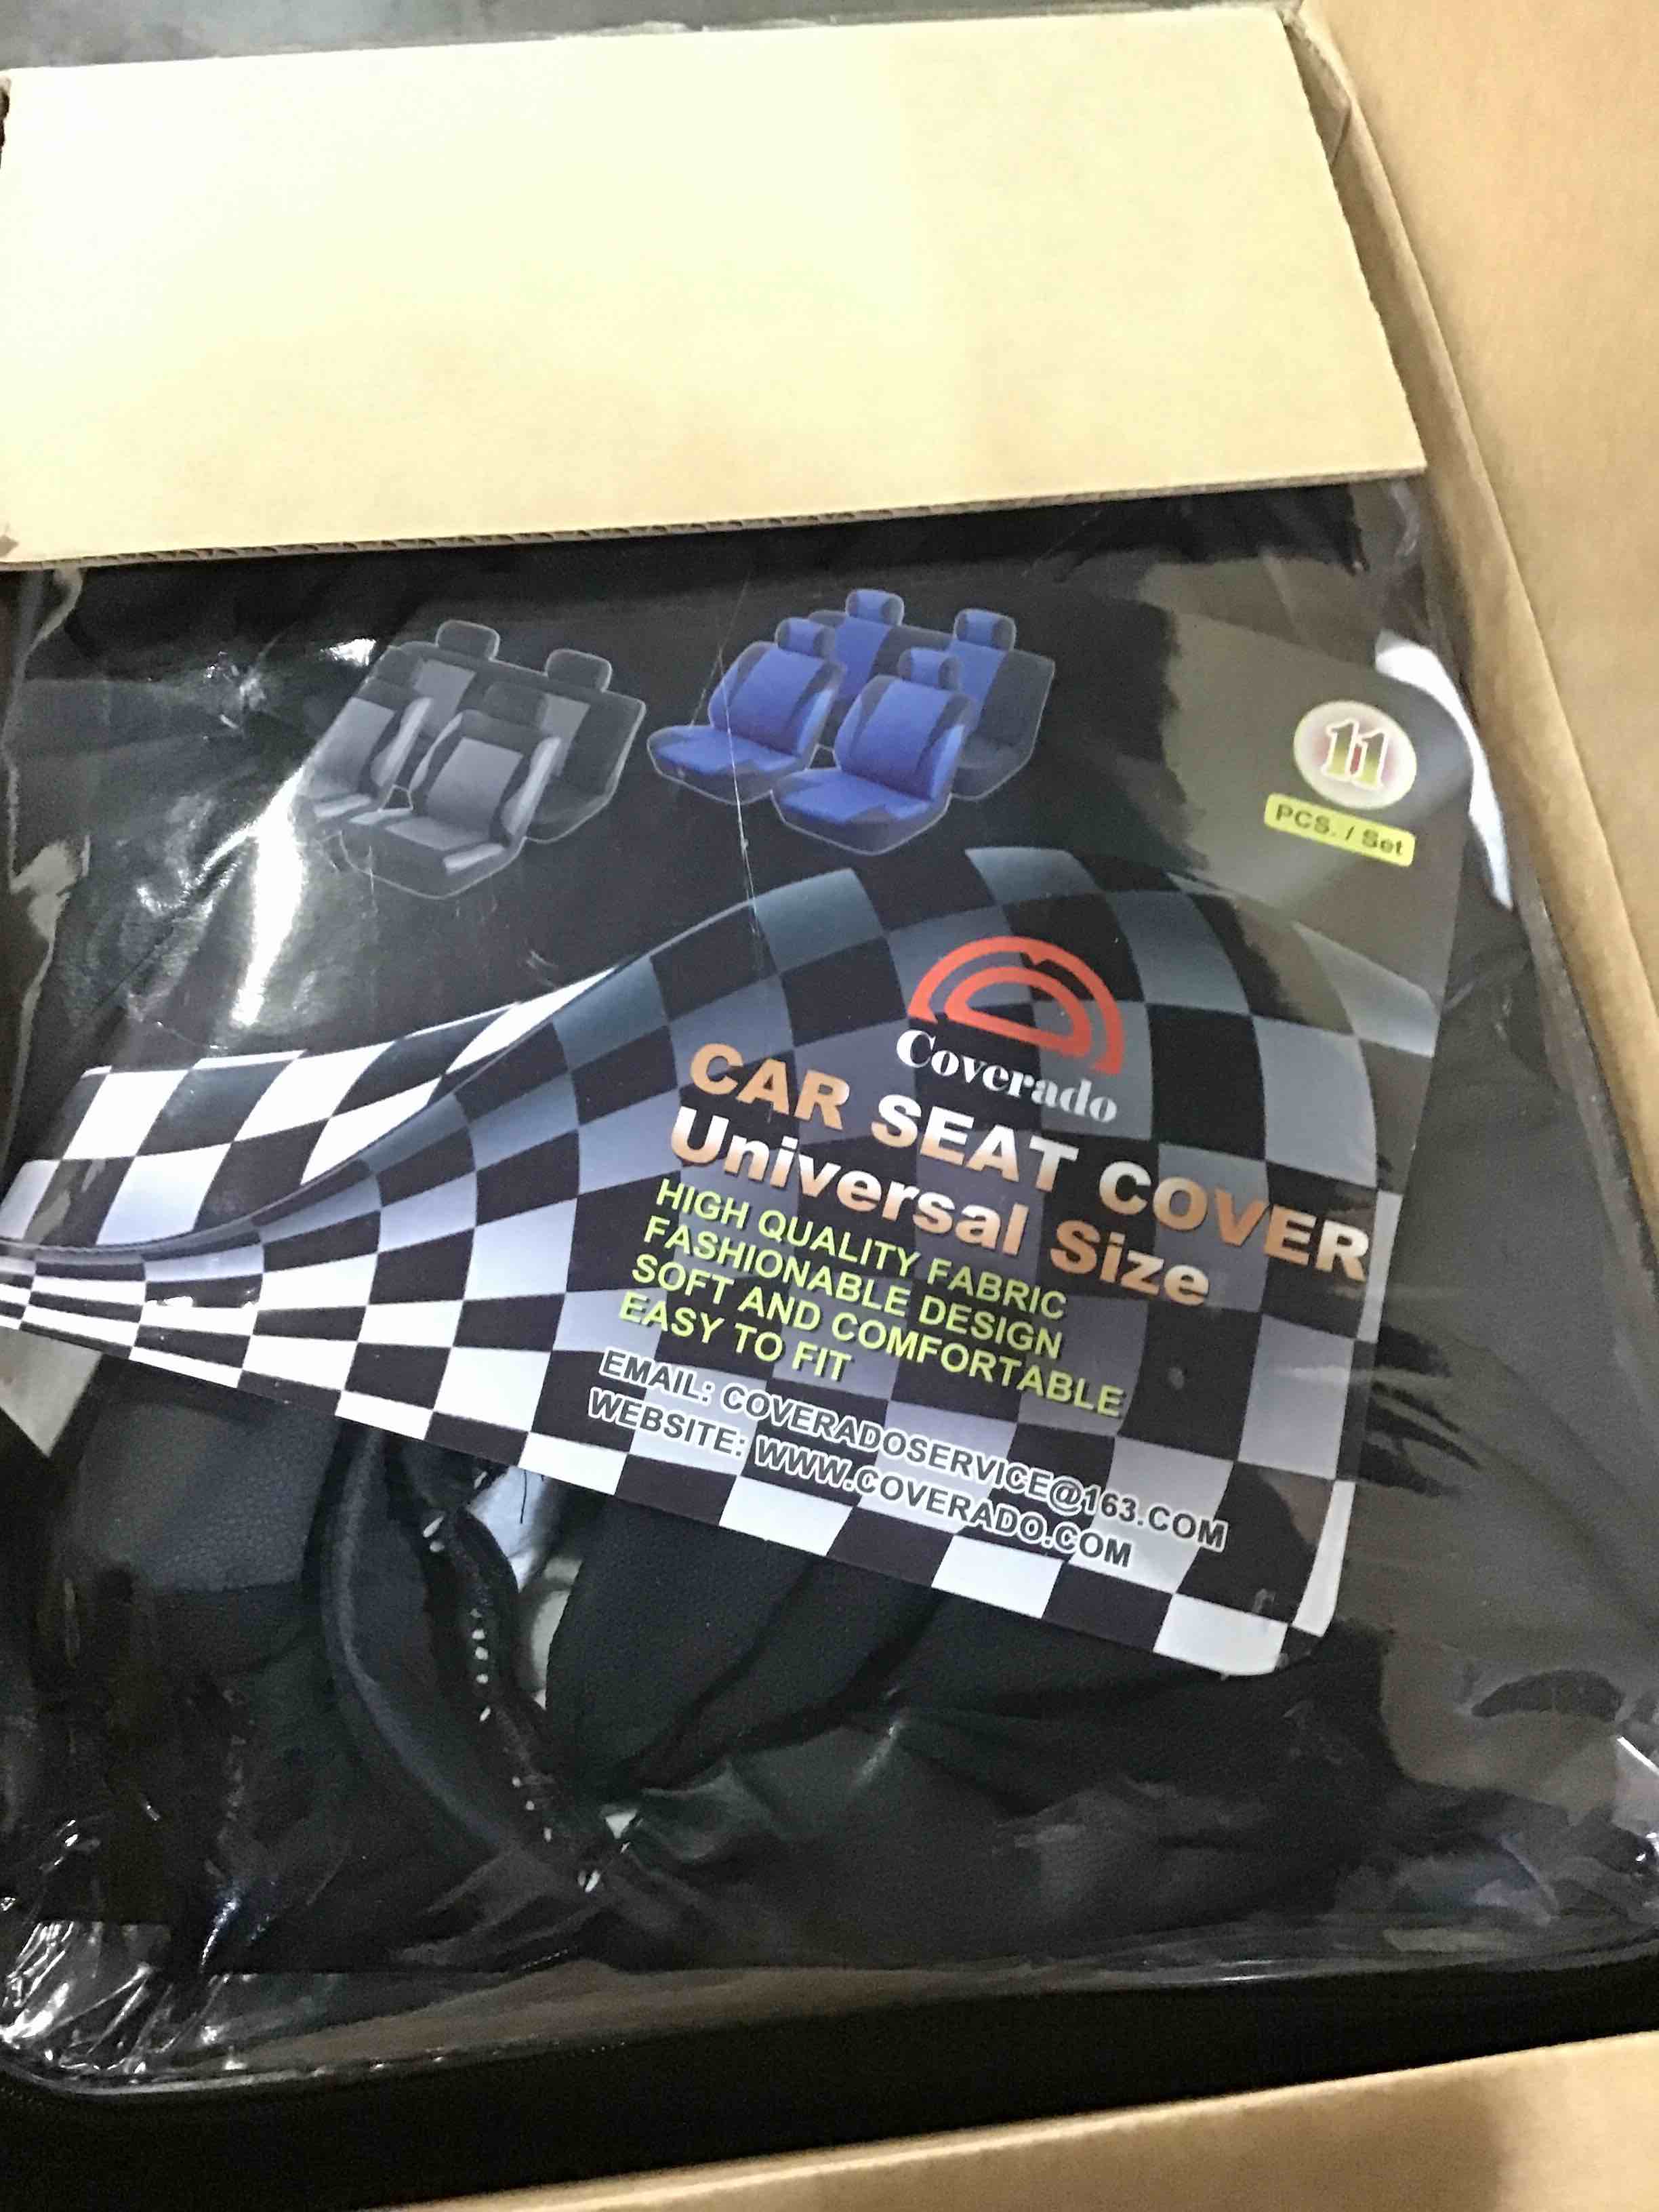 11
PCS. / Set
Coverado
CAR SEAT COVER
Universal Size
HIGH QUALITY FABRIC
FASHIONABLE DESIGN
SOFT AND COMFORTABLE
EASY TO FIT
EMAIL: COVERADOSERVICE@163.COM
WEBSITE: WWW.COVERADO.COM